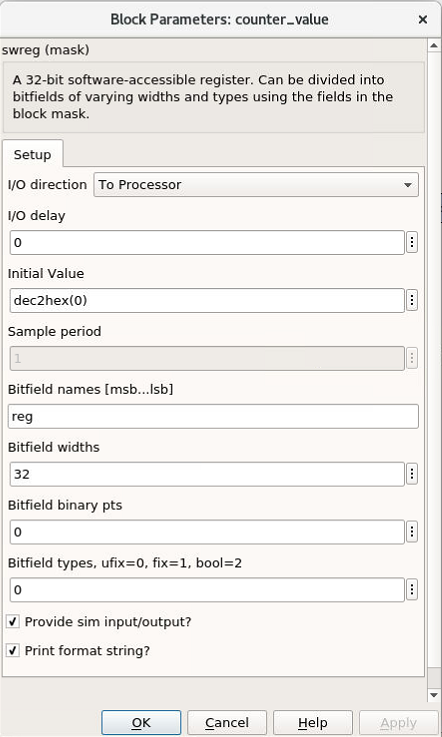 Block Parameters: counter_value
swreg (mask)
A 32-bit software-accessible register. Can be divided into
bitfields of varying widths and types using the fields in the
block mask.
Setup
I/O direction To Processor
I/O delay
0
Initial Value
dec2hex(0)
Sample period
1
Bitfield names [msb...lsb]
reg
Bitfield widths
32
Bitfield binary pts
0
Bitfield types, ufix=0, fix=1, bool=2
0
Provide sim input/output?
Print format string?
OK Cancel Help Apply